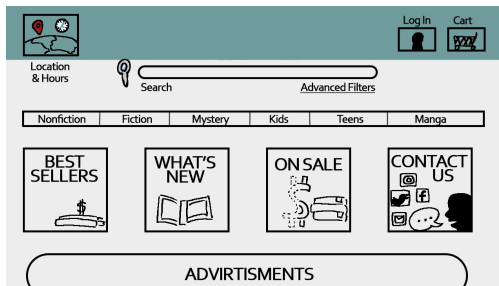 Log In Cart
Location
& Hours
Search
Advanced Filters
Nonfiction Fiction Mystery Kids Teens Manga
BEST
SELLERS
$
WHAT'S
NEW
ON SALE
$
CONTACT
US
f
ADVIRTISMENTS